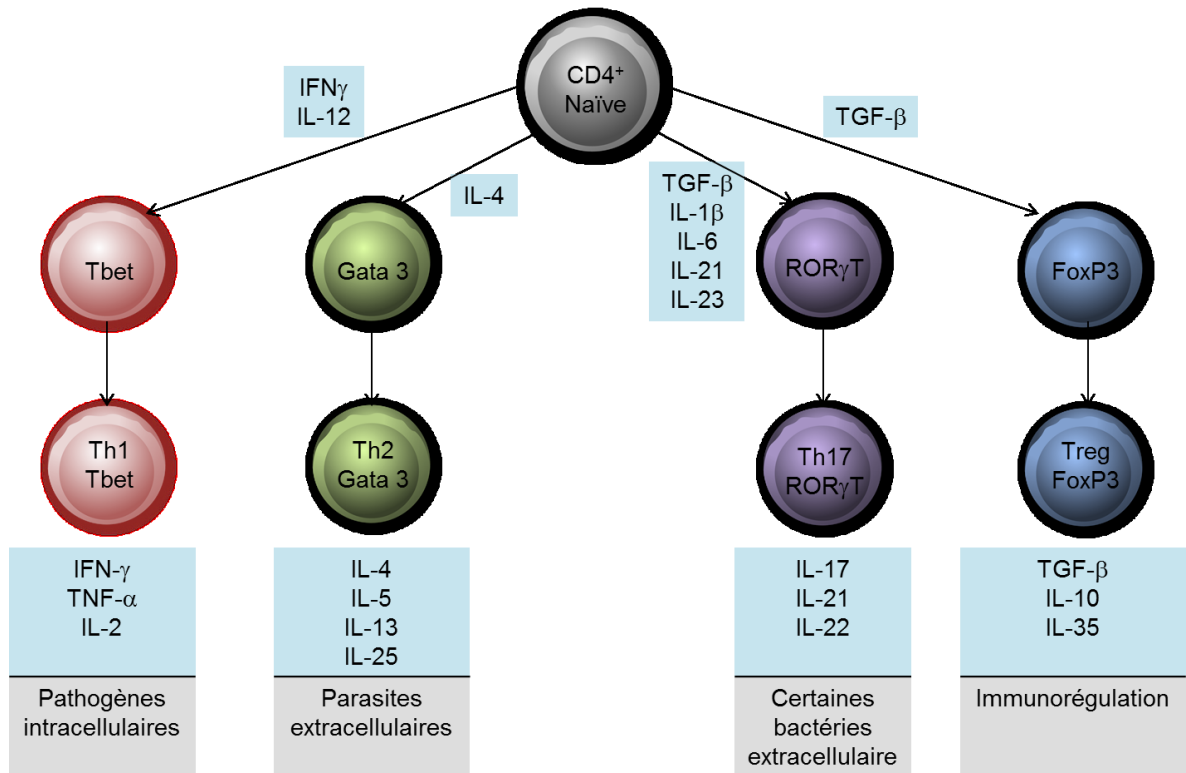 CD4+
Naïve
IFNγ
IL-12
IL-4
TGF-β
IL-1β
IL-6
IL-21
IL-23
TGF-β
Tbet
Gata 3
RORγT
FoxP3
Th1
Tbet
Th2
Gata 3
Th17
RORγT
Treg
FoxP3
IFN-γ
TNF-α
IL-2
Pathogènes
intracellulaires
IL-4
IL-5
IL-13
IL-25
Parasites
extracellulaires
IL-17
IL-21
IL-22
Certaines
bactéries
extracellulaire
TGF-β
IL-10
IL-35
Immunorégulation